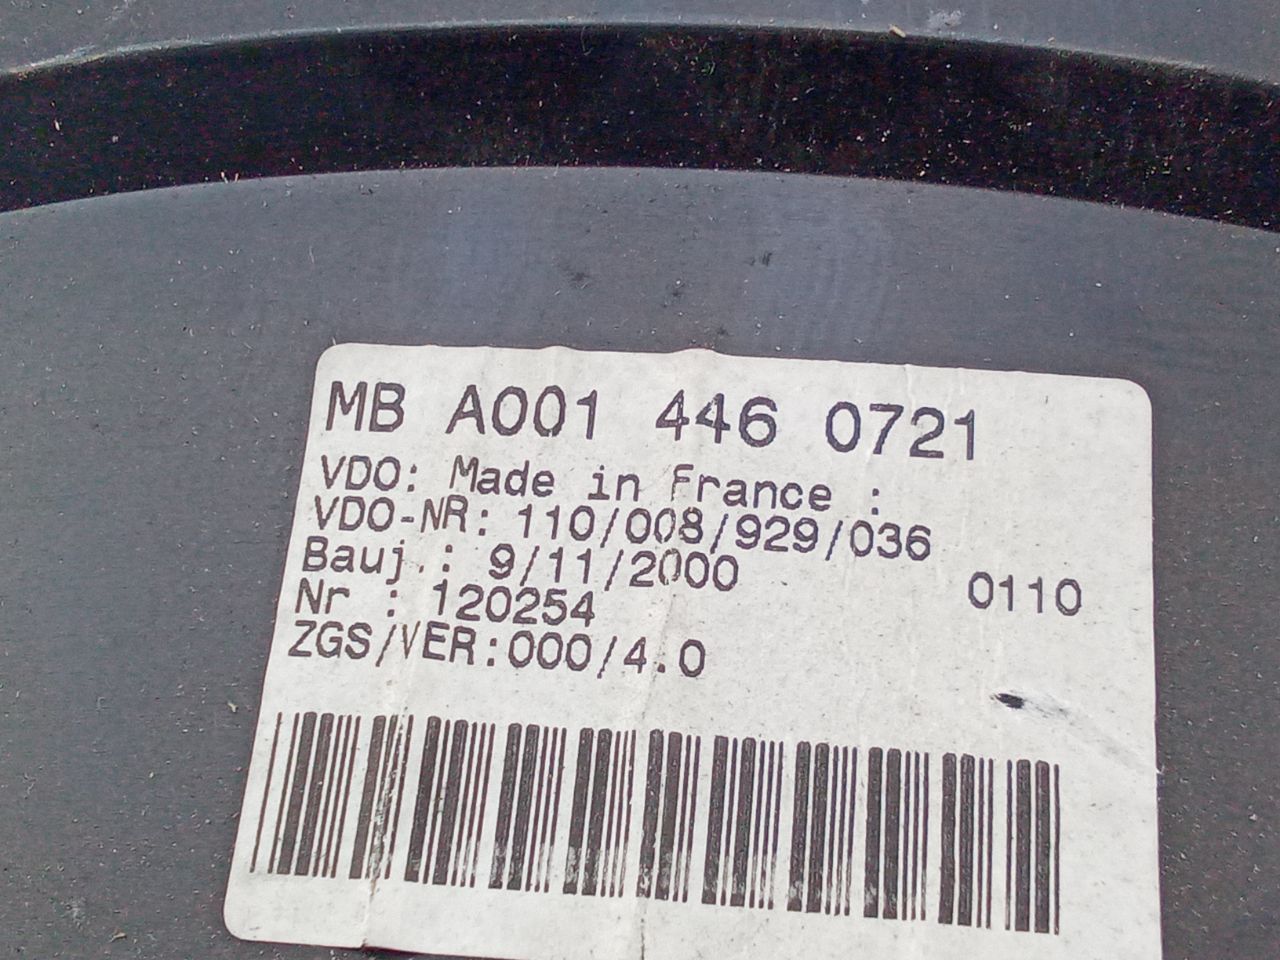 MB A001 446 0721
VDO: Made in France :
VDO-NR: 110/008/929/036
Bauj.: 9/11/2000
0110
Nr : 120254
ZGS/VER:000/4.0